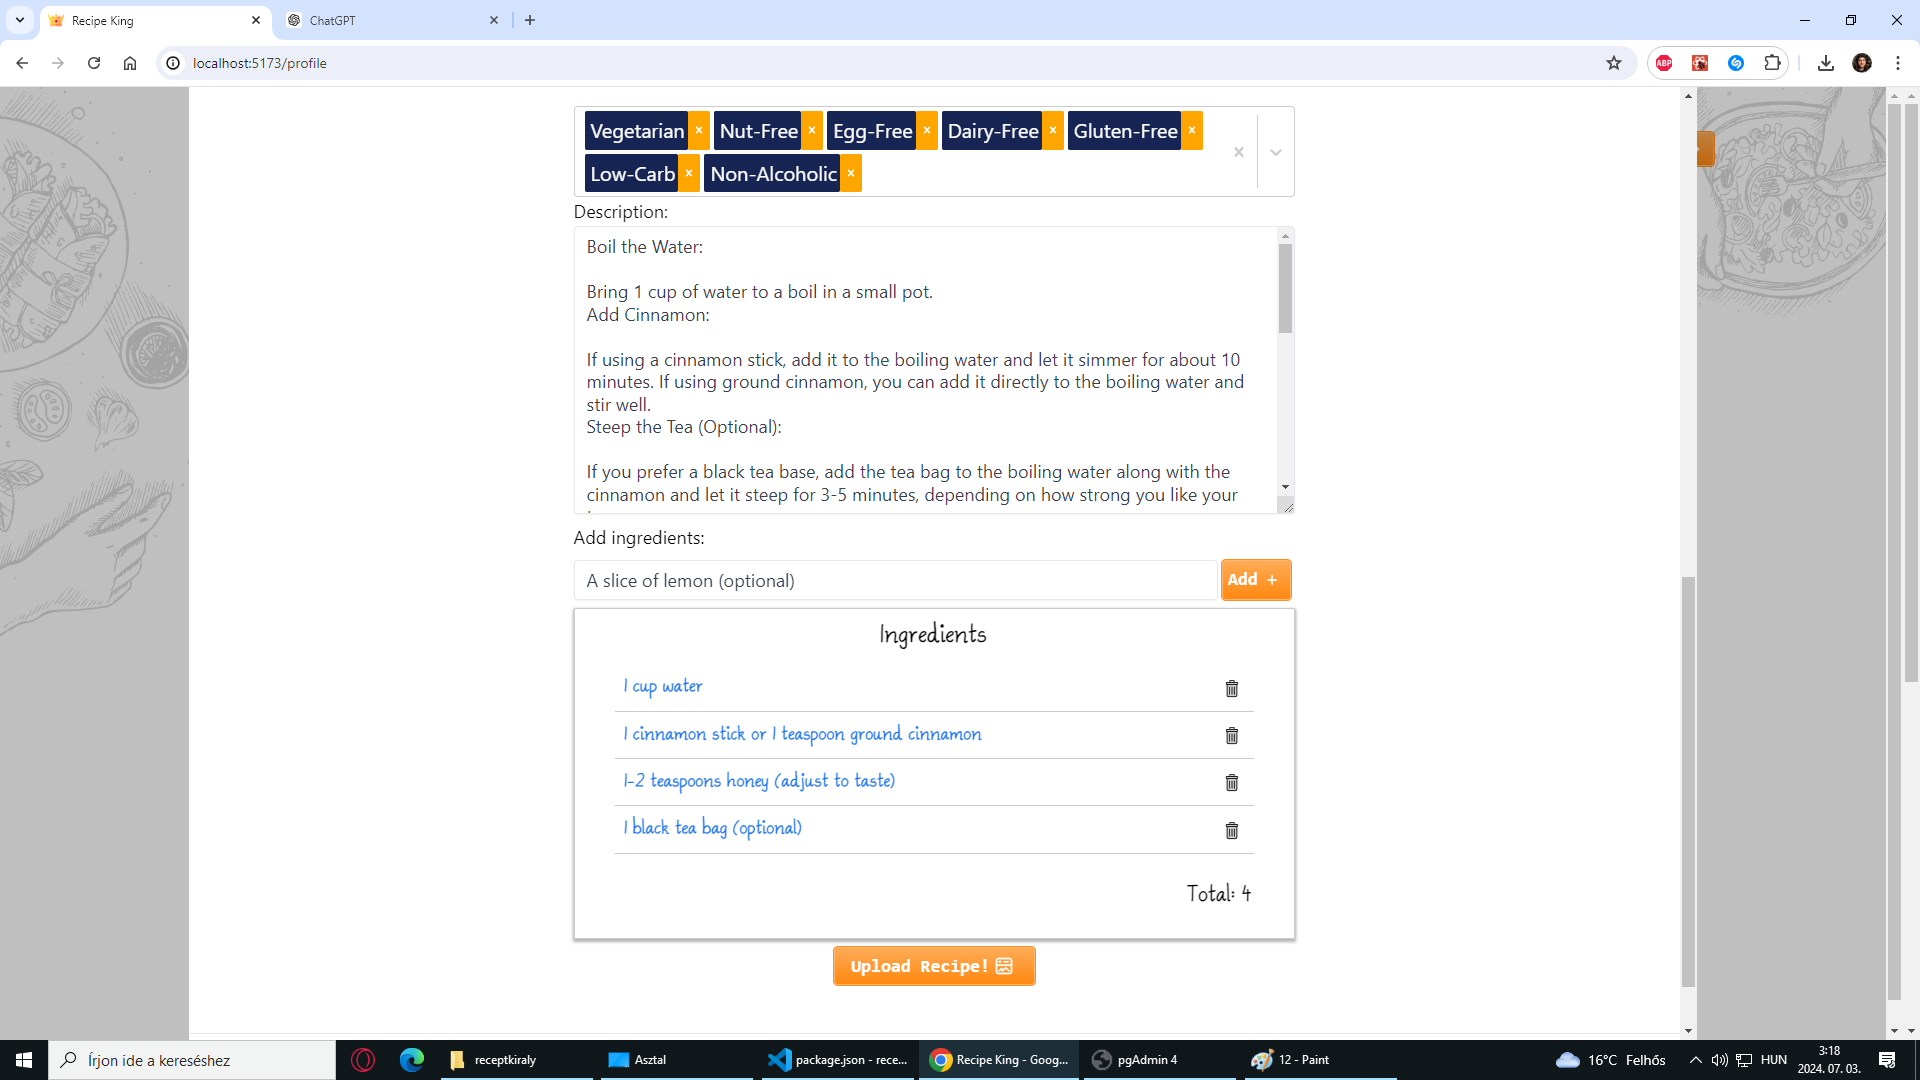 Recipe King
ChatGPT
localhost:5173/profile
ABP
Vegetarian × Nut-Free × Egg-Free × Dairy-Free × Gluten-Free ×
Low-Carb × Non-Alcoholic ×
Description:
Boil the Water:
Bring 1 cup of water to a boil in a small pot.
Add Cinnamon:
If using a cinnamon stick, add it to the boiling water and let it simmer for about 10
minutes. If using ground cinnamon, you can add it directly to the boiling water and
stir well.
Steep the Tea (Optional):
If you prefer a black tea base, add the tea bag to the boiling water along with the
cinnamon and let it steep for 3-5 minutes, depending on how strong you like your
Add ingredients:
A slice of lemon (optional)
Add +
Ingredients
1 cup water
1 cinnamon stick or 1 teaspoon ground cinnamon
1-2 teaspoons honey (adjust to taste)
1 black tea bag (optional)
Total: 4
Upload Recipe!
Írjon ide a kereséshez
receptkiraly
Asztal
package.json - rece...
Recipe King - Goog...
pgAdmin 4
12 - Paint
16°C Felhős
HUN
3:18
2024. 07. 03.